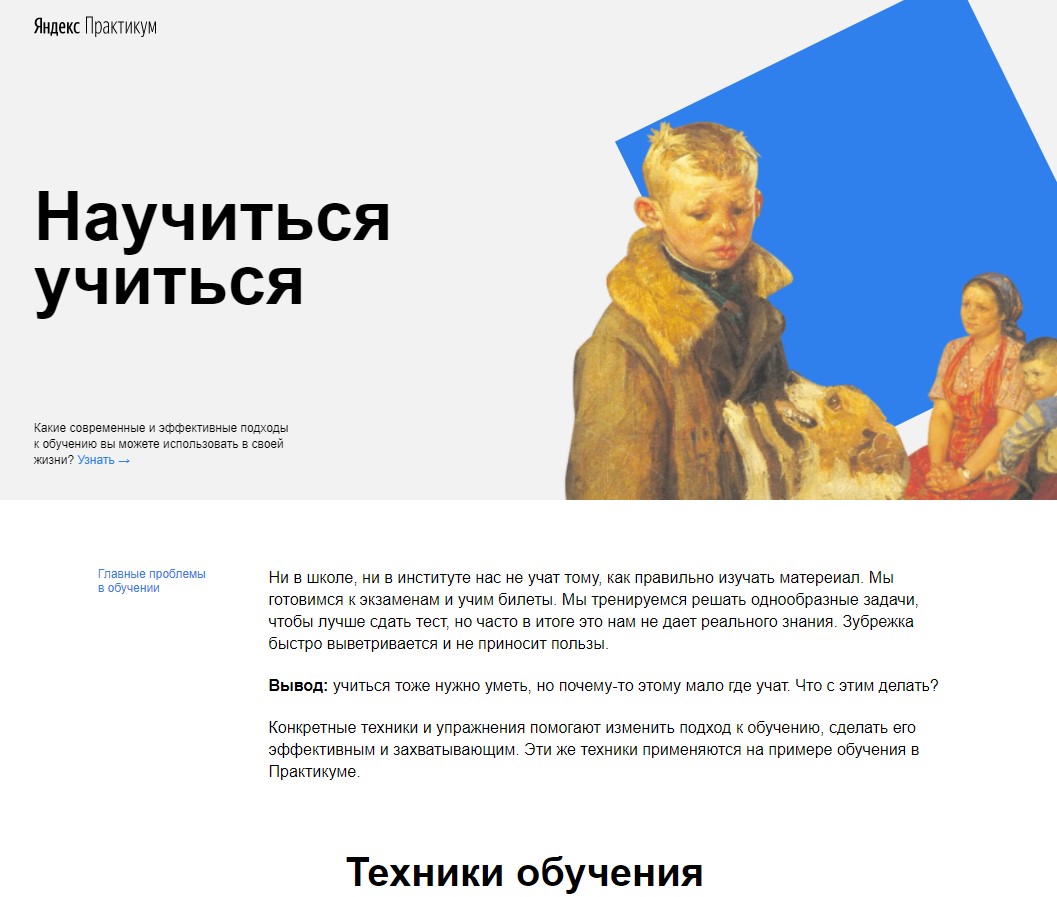 Яндекс Практикум
Научиться
учиться
Какие современные и эффективные подходы
к обучению вы можете использовать в своей
жизни? Узнать →
Главные проблемы
в обучении
Ни в школе, ни в институте нас не учат тому, как правильно изучать матереиал. Мы
готовимся к экзаменам и учим билеты. Мы тренируемся решать однообразные задачи,
чтобы лучше сдать тест, но часто в итоге это нам не дает реального знания. Зубрежка
быстро выветривается и не приносит пользы.
Вывод: учиться тоже нужно уметь, но почему-то этому мало где учат. Что с этим делать?
Конкретные техники и упражнения помогают изменить подход к обучению, сделать его
эффективным и захватывающим. Эти же техники применяются на примере обучения в
Практикуме.
Техники обучения